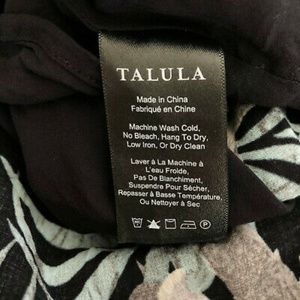 TALULA
Made in China
Fabriqué en Chine
Machine Wash Cold,
No Bleach, Hang To Dry,
Low Iron, Or Dry Clean
Laver à La Machine à
L'eau Froide,
Pas De Blanchiment,
Suspendre Pour Sécher,
Repasser à Basse Température,
Ou Nettoyer à Sec
P